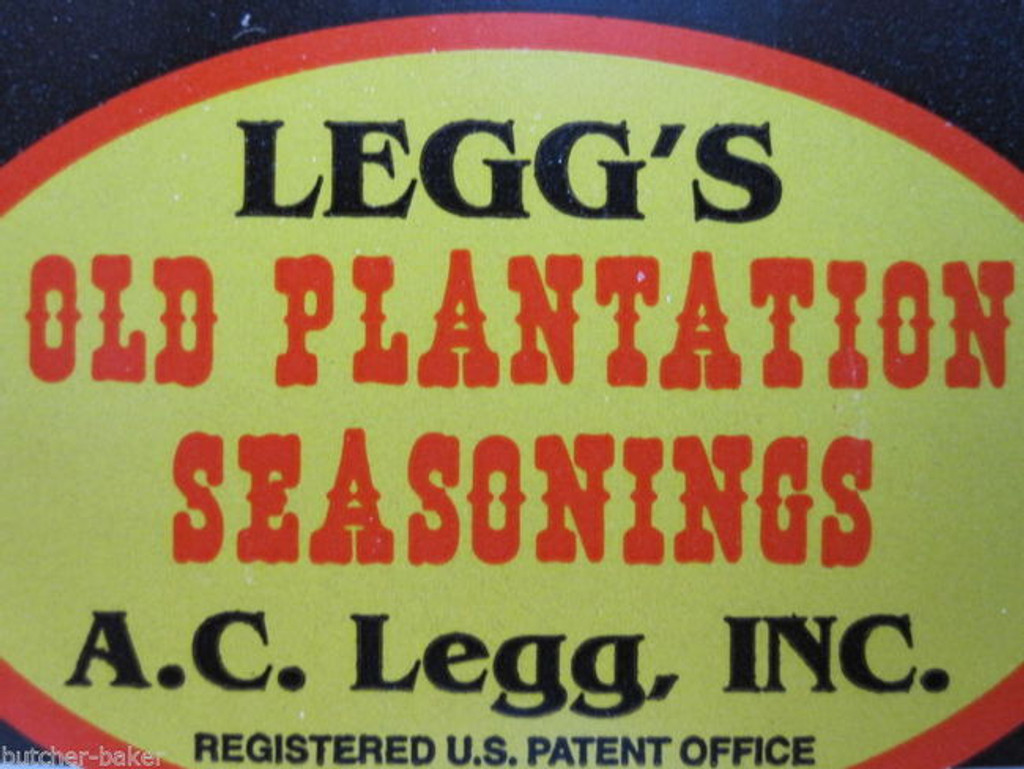 LEGG'S
OLD PLANTATION
SEASONINGS
A.C. Legg, INC.
REGISTERED U.S. PATENT OFFICE
butcher-baker